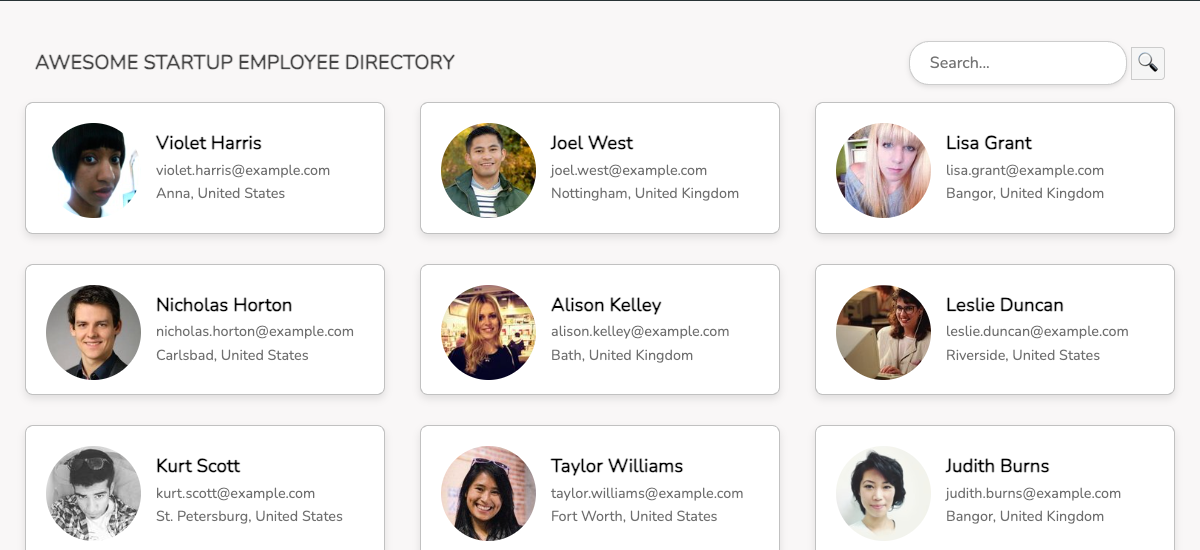 AWESOME STARTUP EMPLOYEE DIRECTORY
Search...
Violet Harris
violet.harris@example.com
Anna, United States
Joel West
joel.west@example.com
Nottingham, United Kingdom
Lisa Grant
lisa.grant@example.com
Bangor, United Kingdom
Nicholas Horton
nicholas.horton@example.com
Carlsbad, United States
Alison Kelley
alison.kelley@example.com
Bath, United Kingdom
Leslie Duncan
leslie.duncan@example.com
Riverside, United States
Kurt Scott
kurt.scott@example.com
St. Petersburg, United States
Taylor Williams
taylor.williams@example.com
Fort Worth, United States
Judith Burns
judith.burns@example.com
Bangor, United Kingdom